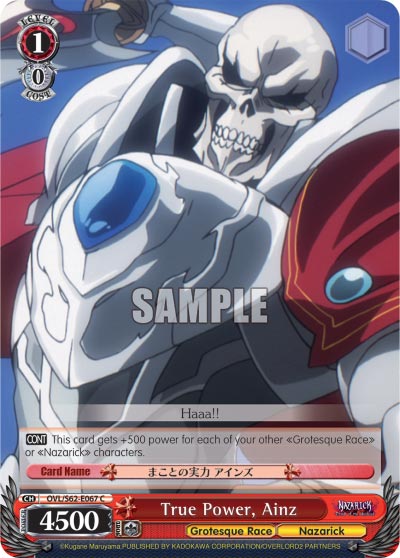 LEVEL
1
0
COST
SAMPLE
Haaa!!
CONT This card gets +500 power for each of your other «Grotesque Race»
or «Nazarick» characters.
Card Name まことの実力 アインズ
CH OVL/S62-E067 C
POWER 4500 SOUL True Power, Ainz NAZARICK
Grotesque Race Nazarick
©Kugane Maruyama,PUBLISHED BY KADOKAWA CORPORATION/OVERLORD2 PARTNERS